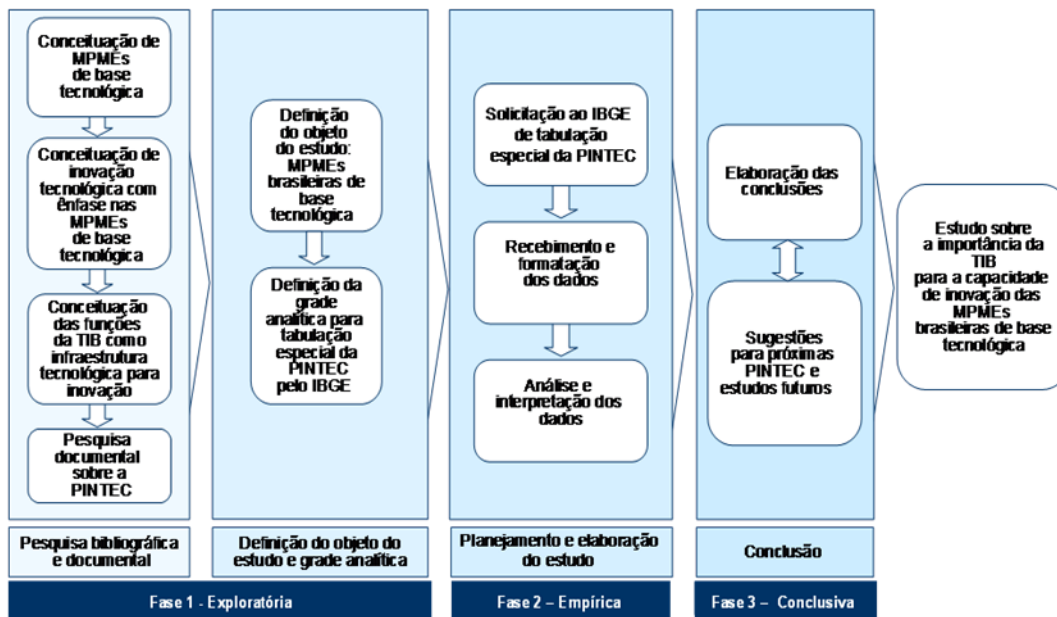 Conceituação de
MPMEs
de base
tecnológica
Conceituação de
inovação
tecnológica com
ênfase nas
MPMEs
de base
tecnológica
Conceituação
das funções
da TIB como
infraestrutura
tecnológica para
inovação
Pesquisa
documental
sobre a
PINTEC
Definição
do objeto
do estudo:
MPMEs
brasileiras de
base
tecnológica
Definição da
grade
analítica para
tabulação
especial da
PINTEC
pelo IBGE
Solicitação ao IBGE
de tabulação
especial da PINTEC
Recebimento e
formatação
dos dados
Análise e
interpretação dos
dados
Elaboração das
conclusões
Sugestões
para próximas
PINTEC e
estudos futuros
Estudo sobre
a importância da
TIB
para a capacidade
de inovação das
MPMEs
brasileiras de base
tecnológica
Pesquisa bibliográfica
e documental
Definição do objeto do
estudo e grade analítica
Planejamento e elaboração
do estudo
Conclusão
Fase 1 - Exploratória
Fase 2 – Empírica
Fase 3 – Conclusiva